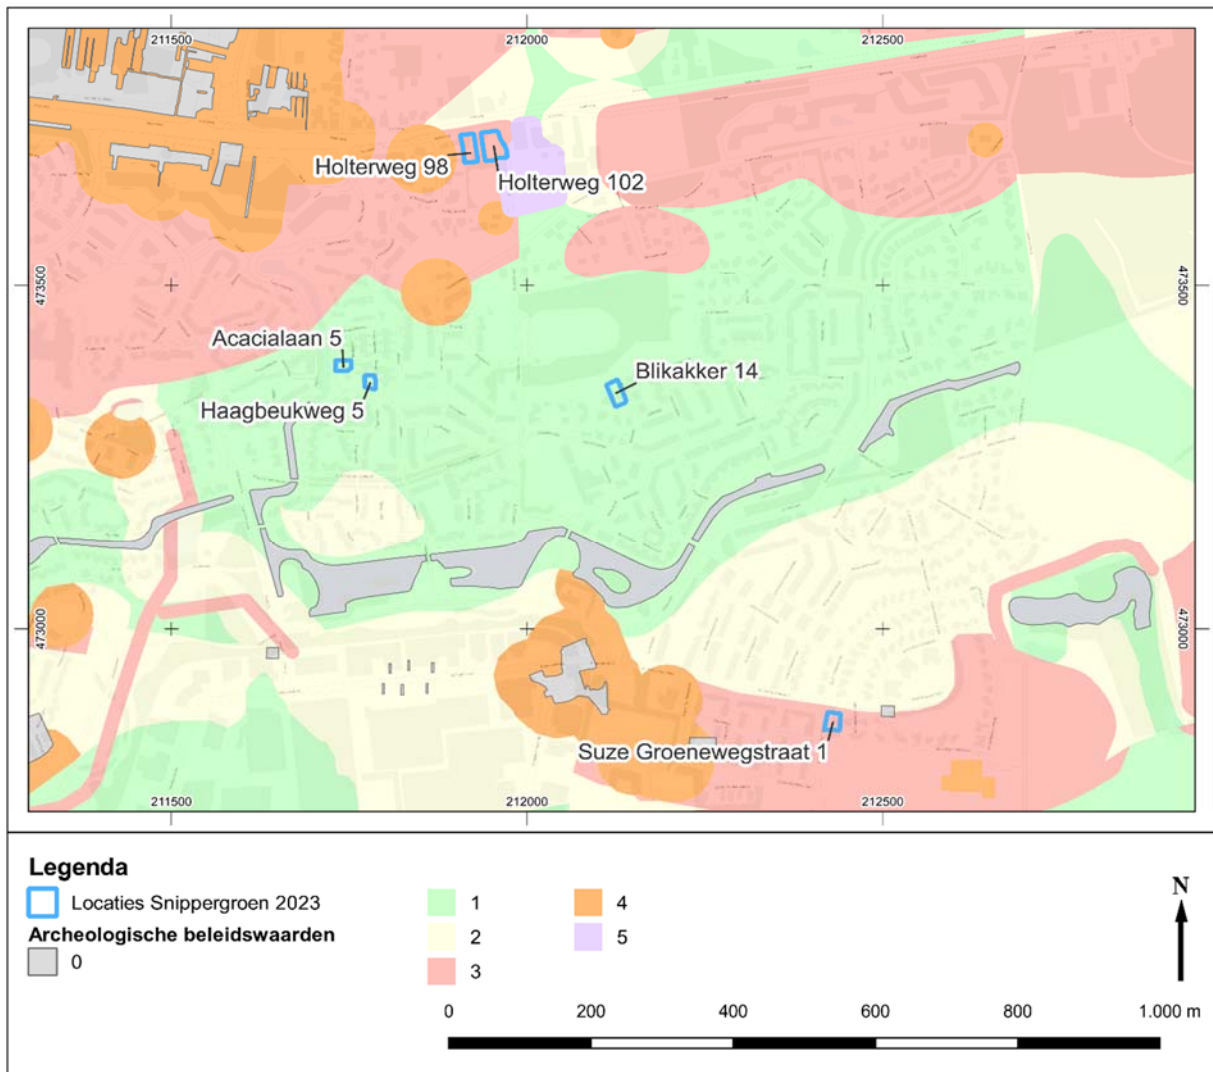 211500
212000
212500
Holterweg 98
Holterweg 102
473500
473500
Acacialaan 5
Blikakker 14
Haagbeukweg 5
473000
473000
Suze Groenewegstraat 1
211500
212000
212500
Legenda
Locaties Snippergroen 2023
Archeologische beleidswaarden
0
1
2
3
4
5
N
0 200 400 600 800 1.000 m